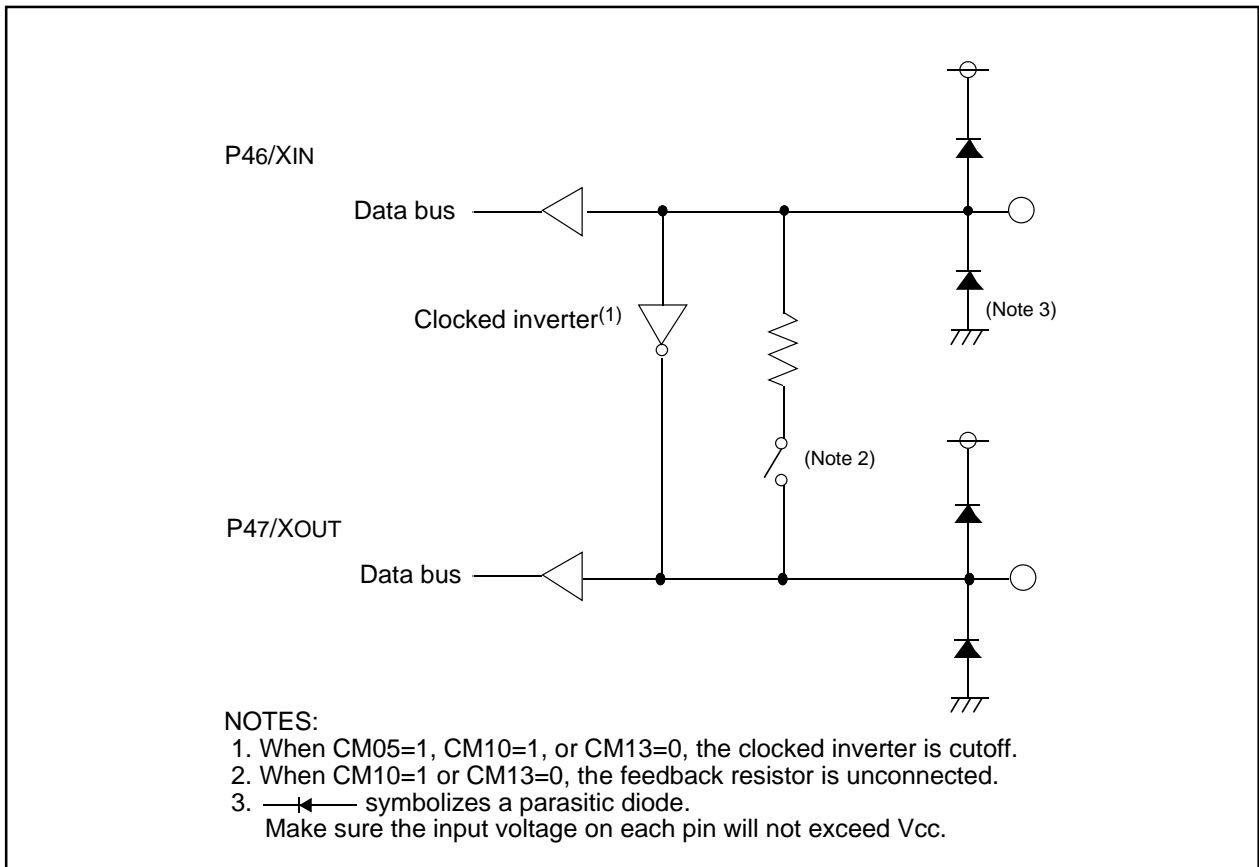 P46/XIN
Data bus
Clocked inverter(1)
(Note 3)
(Note 2)
P47/XOUT
Data bus
NOTES:
1. When CM05=1, CM10=1, or CM13=0, the clocked inverter is cutoff.
2. When CM10=1 or CM13=0, the feedback resistor is unconnected.
3. symbolizes a parasitic diode.
Make sure the input voltage on each pin will not exceed Vcc.